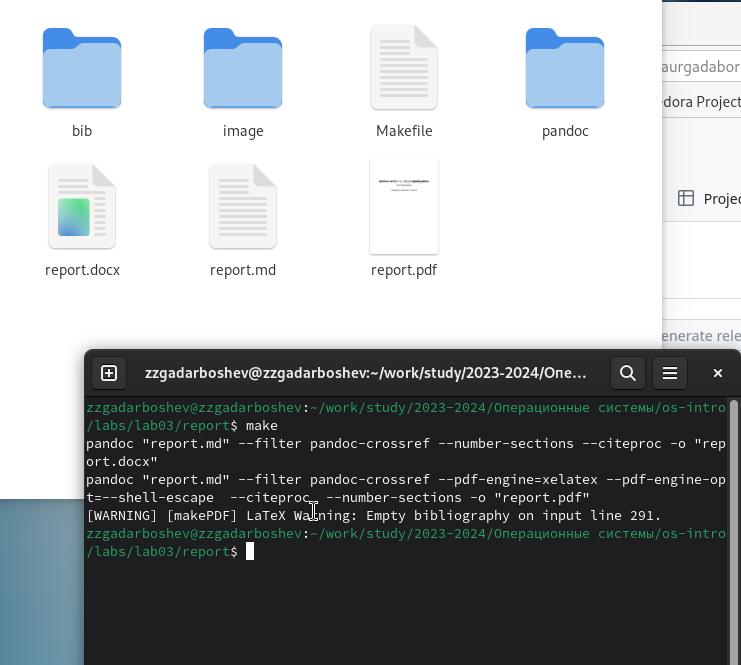 bib
image
Makefile
pandoc
report.docx
report.md
report.pdf
aurgadabor
edora Project
Projec
enerate rele
zzgadarboshev@zzgadarboshev:~/work/study/2023-2024/Опе...
zzgadarboshev@zzgadarboshev:~/work/study/2023-2024/Операционные системы/os-intro
/labs/lab03/report$ make
pandoc "report.md" --filter pandoc-crossref --number-sections --citeproc -o "rep
ort.docx"
pandoc "report.md" --filter pandoc-crossref --pdf-engine=xelatex --pdf-engine-op
t=--shell-escape  --citeproc  --number-sections -o "report.pdf"
[WARNING] [makePDF] LaTeX Warning: Empty bibliography on input line 291.
zzgadarboshev@zzgadarboshev:~/work/study/2023-2024/Операционные системы/os-intro
/labs/lab03/report$